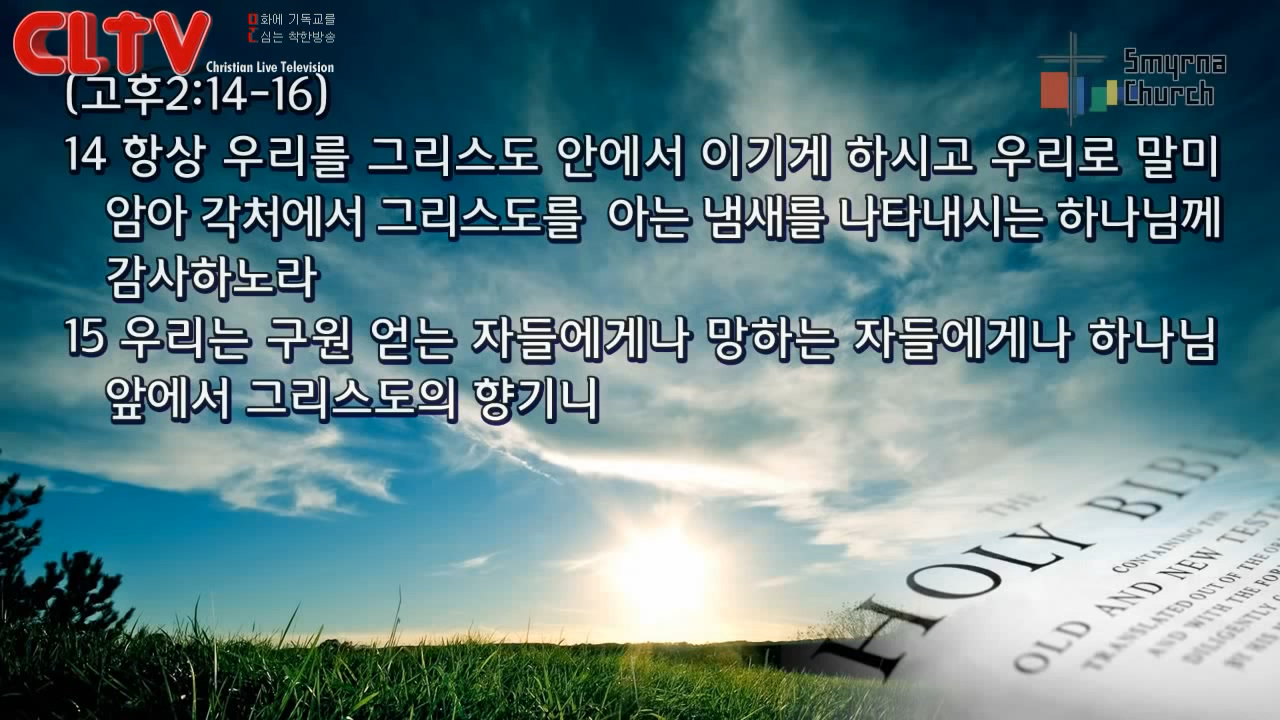 CLTV
문화에 기독교를
심는 착한방송
Christian Live Television
Smyrna
Church
(고후2:14-16)
14 항상 우리를 그리스도 안에서 이기게 하시고 우리로 말미
암아 각처에서 그리스도를 아는 냄새를 나타내시는 하나님께
감사하노라
15 우리는 구원 얻는 자들에게나 망하는 자들에게나 하나님
앞에서 그리스도의 향기니
THE
HOLY BIBL
CONTAINING THE
OLD AND NEW TESTA
TRANSLATED OUT OF THE
AND WITH THE FOR
DILIGENTLY
BY HIS